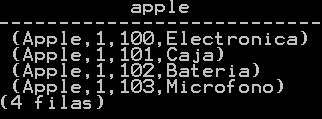 apple
------------------------------
(Apple,1,100,Electronica)
(Apple,1,101,Caja)
(Apple,1,102,Bateria)
(Apple,1,103,Microfono)
(4 filas)